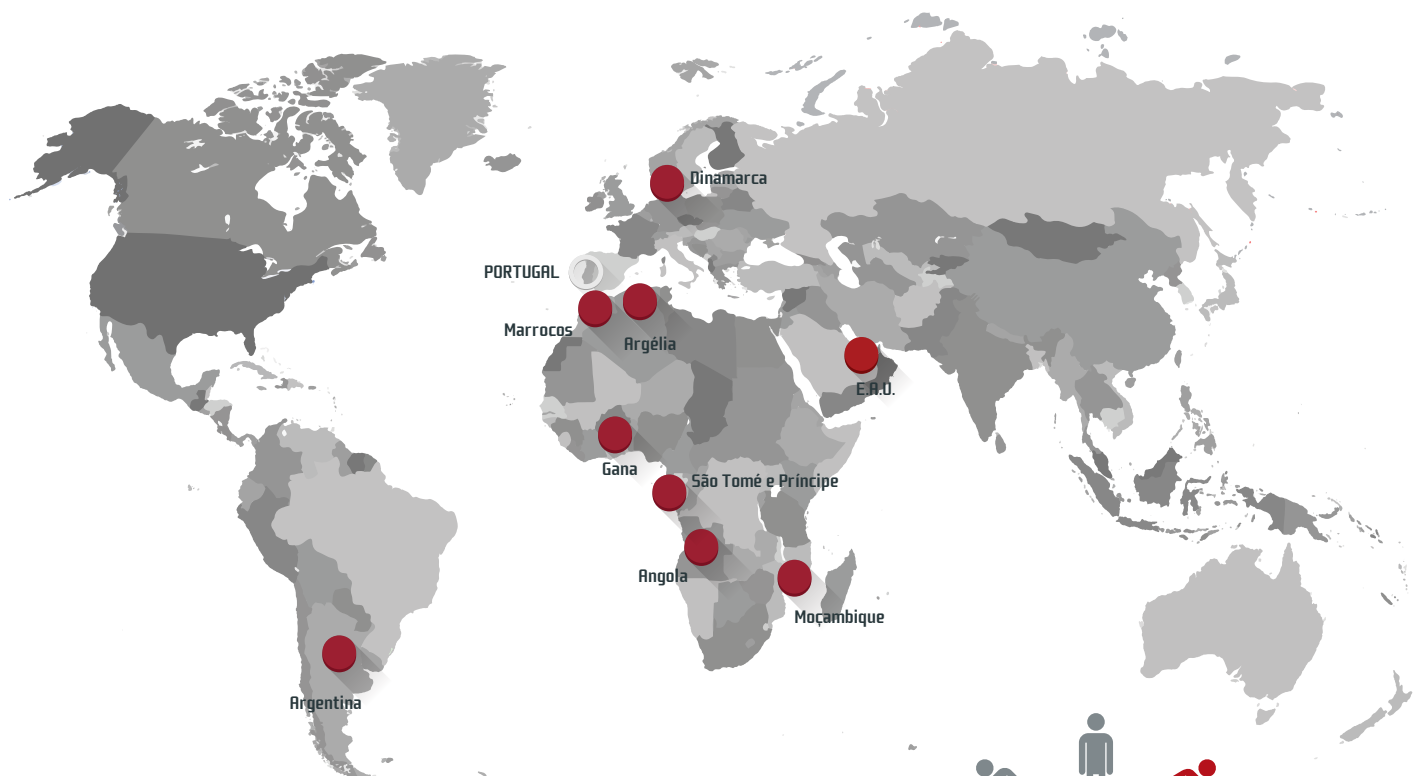 Dinamarca
PORTUGAL
Marrocos
Argélia
E.A.U.
Gana
São Tomé e Príncipe
Angola
Moçambique
Argentina